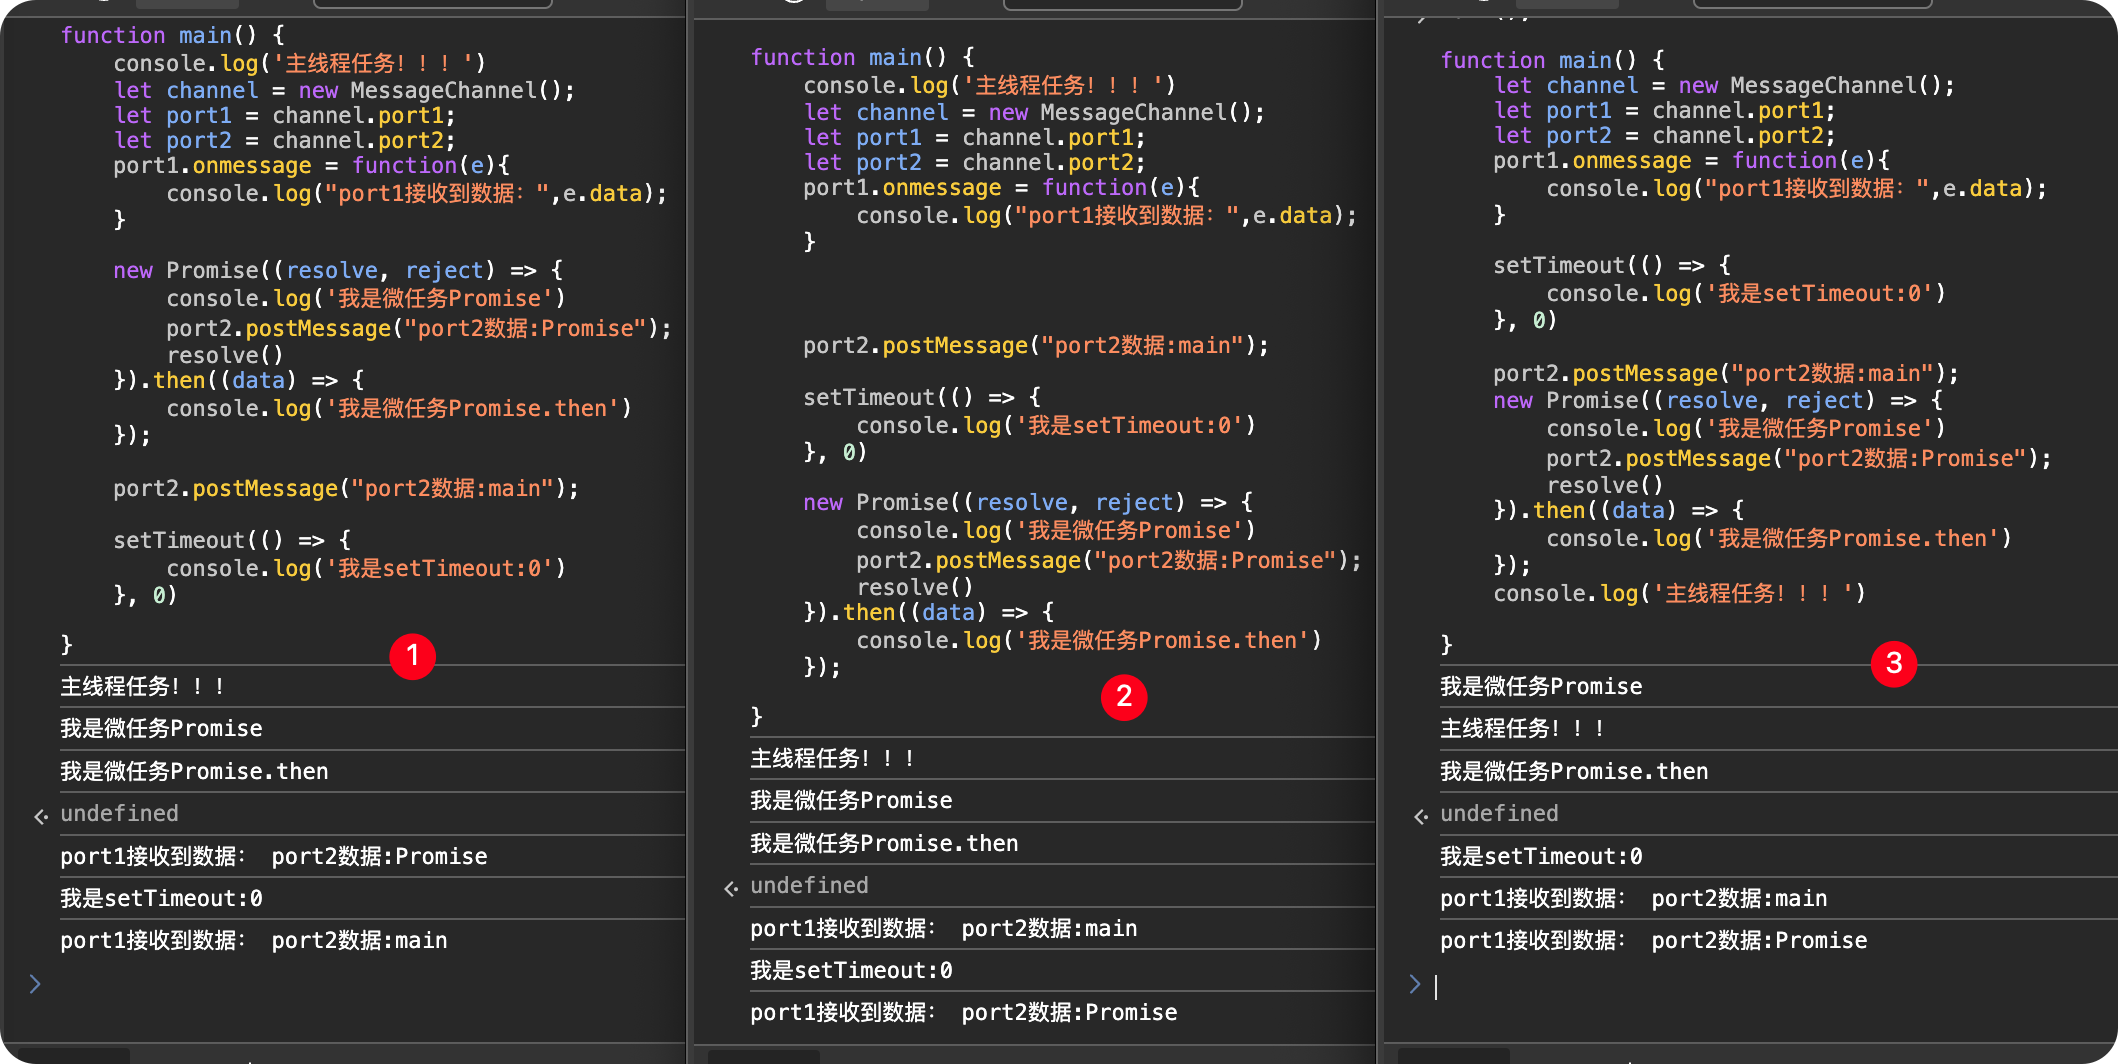 function main() {
    console.log('主线程任务！！！')
    let channel = new MessageChannel();
    let port1 = channel.port1;
    let port2 = channel.port2;
    port1.onmessage = function(e){
        console.log("port1接收到数据：",e.data);
    }
    new Promise((resolve, reject) => {
        console.log('我是微任务Promise')
        port2.postMessage("port2数据:Promise");
        resolve()
    }).then((data) => {
        console.log('我是微任务Promise.then')
    });
    port2.postMessage("port2数据:main");
    setTimeout(() => {
        console.log('我是setTimeout:0')
    }, 0)
}
1
主线程任务！！！
我是微任务Promise
我是微任务Promise.then
undefined
port1接收到数据： port2数据:Promise
我是setTimeout:0
port1接收到数据： port2数据:main
function main() {
    console.log('主线程任务！！！')
    let channel = new MessageChannel();
    let port1 = channel.port1;
    let port2 = channel.port2;
    port1.onmessage = function(e){
        console.log("port1接收到数据：",e.data);
    }
    port2.postMessage("port2数据:main");
    setTimeout(() => {
        console.log('我是setTimeout:0')
    }, 0)
    new Promise((resolve, reject) => {
        console.log('我是微任务Promise')
        port2.postMessage("port2数据:Promise");
        resolve()
    }).then((data) => {
        console.log('我是微任务Promise.then')
    });
2
}
主线程任务！！！
我是微任务Promise
我是微任务Promise.then
undefined
port1接收到数据： port2数据:main
我是setTimeout:0
port1接收到数据： port2数据:Promise
function main() {
    let channel = new MessageChannel();
    let port1 = channel.port1;
    let port2 = channel.port2;
    port1.onmessage = function(e){
        console.log("port1接收到数据：",e.data);
    }
    setTimeout(() => {
        console.log('我是setTimeout:0')
    }, 0)
    port2.postMessage("port2数据:main");
    new Promise((resolve, reject) => {
        console.log('我是微任务Promise')
        port2.postMessage("port2数据:Promise");
        resolve()
    }).then((data) => {
        console.log('我是微任务Promise.then')
    });
    console.log('主线程任务！！！')
}
3
我是微任务Promise
主线程任务！！！
我是微任务Promise.then
undefined
我是setTimeout:0
port1接收到数据： port2数据:main
port1接收到数据： port2数据:Promise